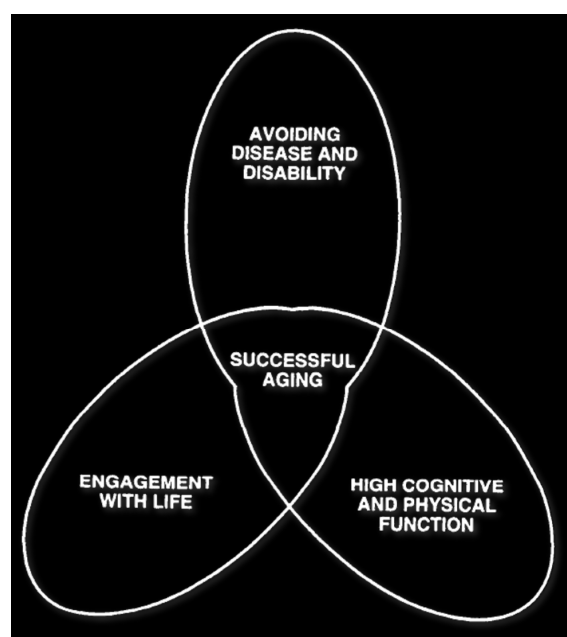 AVOIDING
DISEASE AND
DISABILITY
SUCCESSFUL
AGING
ENGAGEMENT
WITH LIFE
HIGH COGNITIVE
AND PHYSICAL
FUNCTION